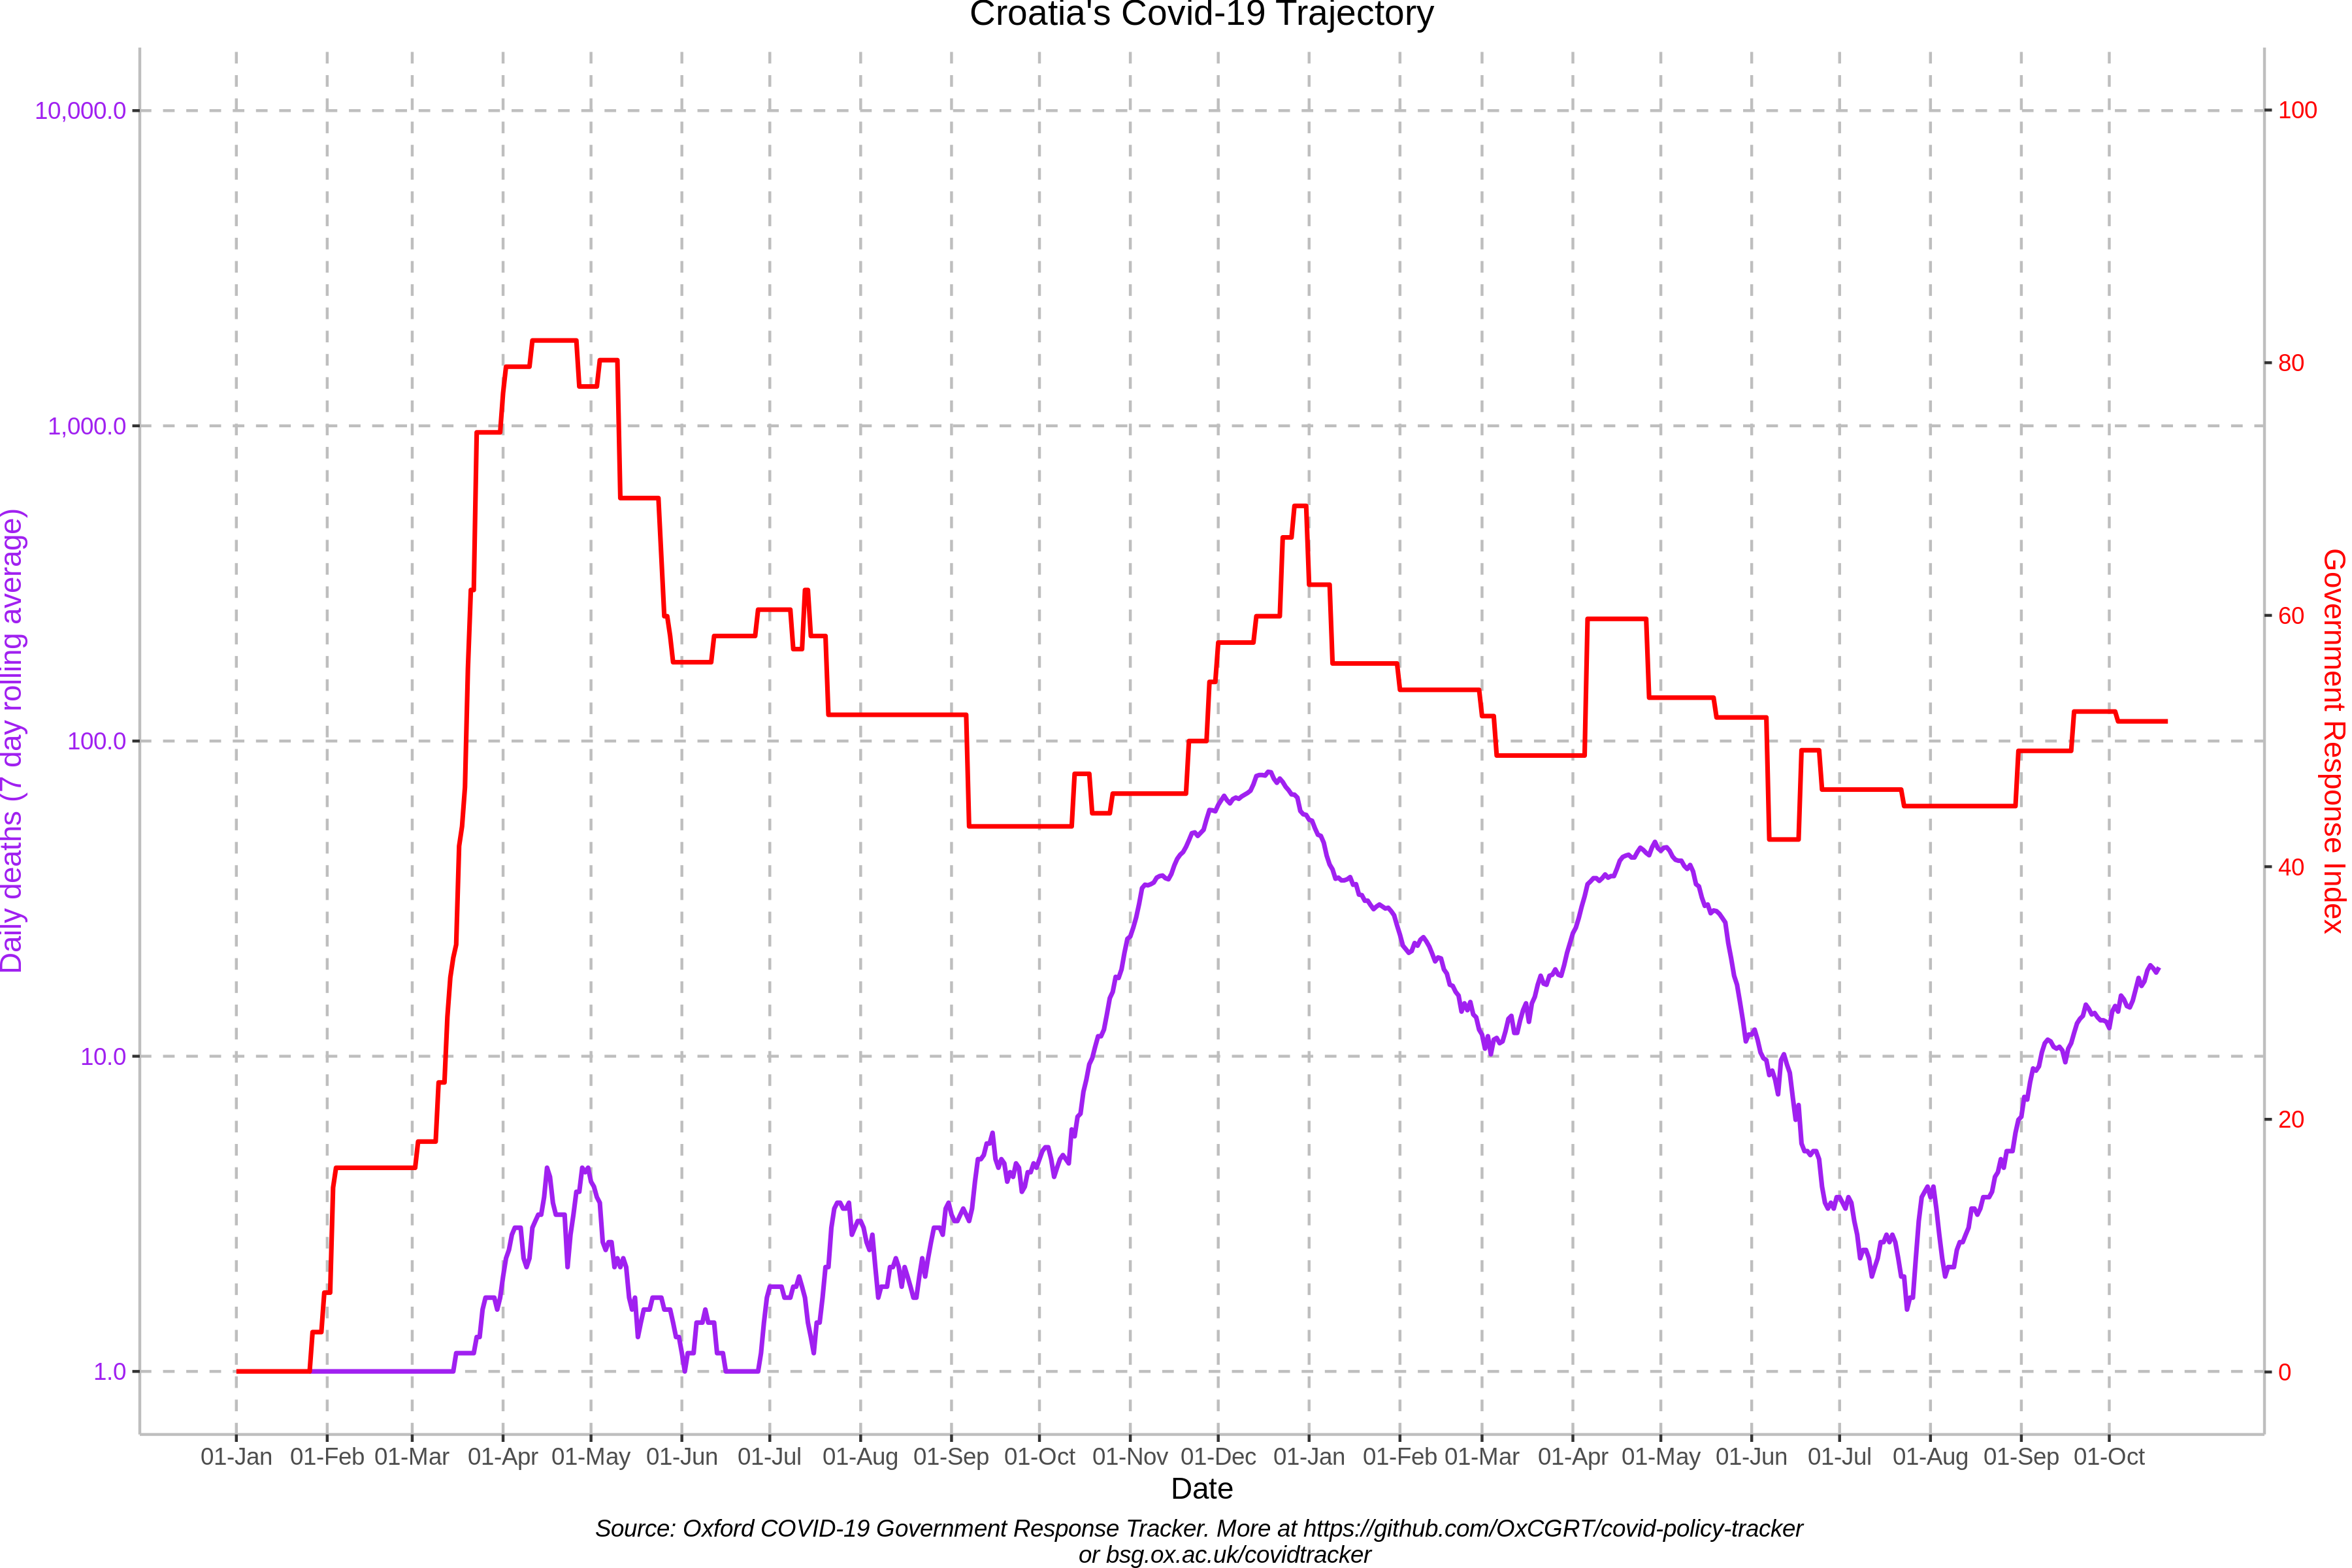 Croatia's Covid-19 Trajectory
10,000.0
1,000.0
100.0
10.0
1.0
Daily deaths (7 day rolling average)
100
80
60
40
20
0
Government Response Index
01-Jan 01-Feb 01-Mar 01-Apr 01-May 01-Jun 01-Jul 01-Aug 01-Sep 01-Oct 01-Nov 01-Dec 01-Jan 01-Feb 01-Mar 01-Apr 01-May 01-Jun 01-Jul 01-Aug 01-Sep 01-Oct
Date
Source: Oxford COVID-19 Government Response Tracker. More at https://github.com/OxCGRT/covid-policy-tracker
or bsg.ox.ac.uk/covidtracker